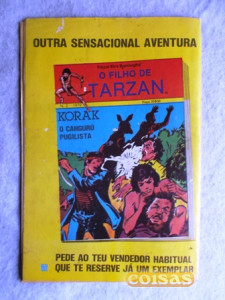 OUTRA SENSACIONAL AVENTURA
O FILHO DE
TARZAN
KORAK
O CANGURÚ
PUGILISTA
PEDE AO TEU VENDEDOR HABITUAL
QUE TE RESERVE JÁ UM EXEMPLAR
coisas